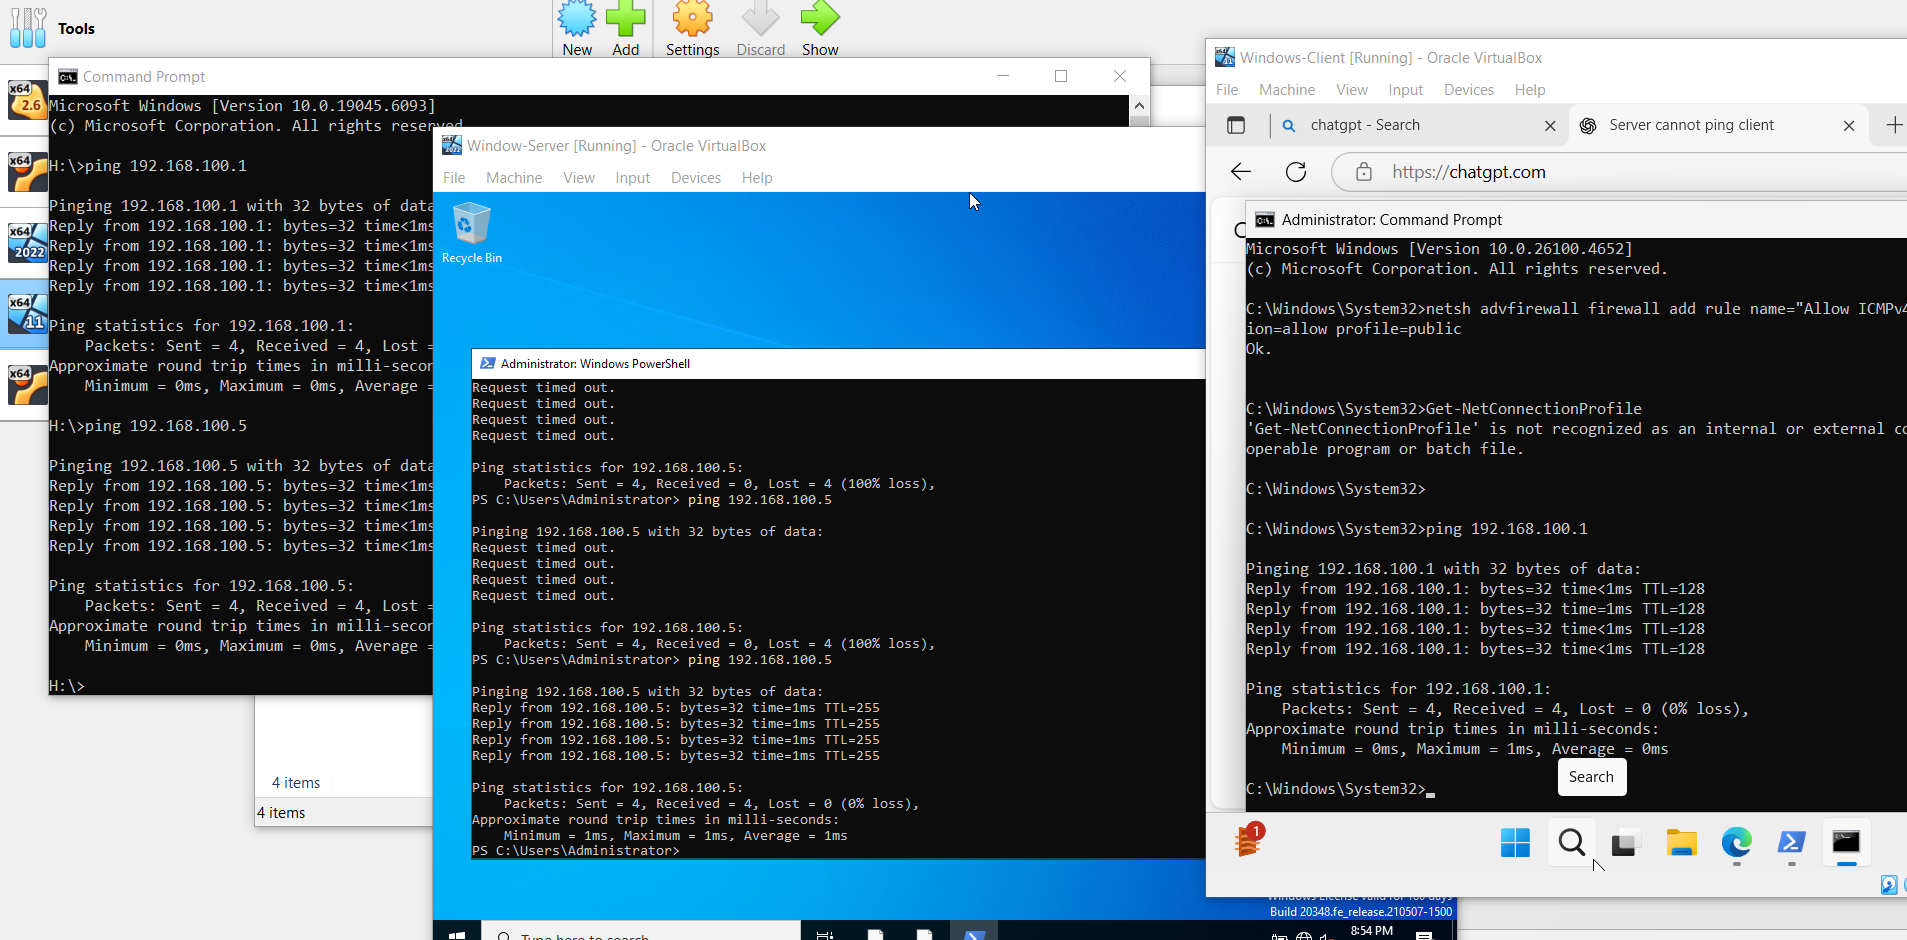 Tools
New
Add
Settings
Discard
Show
x64
2.6
x64
x64
2022
x64
11
x64
Command Prompt
Microsoft Windows [Version 10.0.19045.6093]
(c) Microsoft Corporation. All rights reserved.
H:\>ping 192.168.100.1
Pinging 192.168.100.1 with 32 bytes of data
Reply from 192.168.100.1: bytes=32 time<1ms
Reply from 192.168.100.1: bytes=32 time<1ms
Reply from 192.168.100.1: bytes=32 time<1ms
Reply from 192.168.100.1: bytes=32 time<1ms
Ping statistics for 192.168.100.1:
Packets: Sent = 4, Received = 4, Lost =
Approximate round trip times in milli-secon
Minimum = 0ms, Maximum = 0ms, Average =
H:\>ping 192.168.100.5
Pinging 192.168.100.5 with 32 bytes of data
Reply from 192.168.100.5: bytes=32 time<1ms
Reply from 192.168.100.5: bytes=32 time<1ms
Reply from 192.168.100.5: bytes=32 time<1ms
Reply from 192.168.100.5: bytes=32 time<1ms
Ping statistics for 192.168.100.5:
Packets: Sent = 4, Received = 4, Lost =
Approximate round trip times in milli-secon
Minimum = 0ms, Maximum = 0ms, Average =
H:\>
4 items
4 items
Window-Server [Running] - Oracle VirtualBox
File Machine View Input Devices Help
Recycle Bin
Administrator: Windows PowerShell
Request timed out.
Request timed out.
Request timed out.
Request timed out.
Ping statistics for 192.168.100.5:
Packets: Sent = 4, Received = 0, Lost = 4 (100% loss),
PS C:\Users\Administrator> ping 192.168.100.5
Pinging 192.168.100.5 with 32 bytes of data:
Request timed out.
Request timed out.
Request timed out.
Request timed out.
Ping statistics for 192.168.100.5:
Packets: Sent = 4, Received = 0, Lost = 4 (100% loss),
PS C:\Users\Administrator> ping 192.168.100.5
Pinging 192.168.100.5 with 32 bytes of data:
Reply from 192.168.100.5: bytes=32 time=1ms TTL=255
Reply from 192.168.100.5: bytes=32 time=1ms TTL=255
Reply from 192.168.100.5: bytes=32 time=1ms TTL=255
Reply from 192.168.100.5: bytes=32 time=1ms TTL=255
Ping statistics for 192.168.100.5:
Packets: Sent = 4, Received = 4, Lost = 0 (0% loss),
Approximate round trip times in milli-seconds:
Minimum = 1ms, Maximum = 1ms, Average = 1ms
PS C:\Users\Administrator>
Windows License valid for 180 days
Build 20348.fe_release.210507-1500
Type here to search
8:54 PM
Windows-Client [Running] - Oracle VirtualBox
File Machine View Input Devices Help
chatgpt - Search
Server cannot ping client
https://chatgpt.com
Administrator: Command Prompt
Microsoft Windows [Version 10.0.26100.4652]
(c) Microsoft Corporation. All rights reserved.
C:\Windows\System32>netsh advfirewall firewall add rule name="Allow ICMPv4
ion=allow profile=public
Ok.
C:\Windows\System32>Get-NetConnectionProfile
'Get-NetConnectionProfile' is not recognized as an internal or external co
operable program or batch file.
C:\Windows\System32>
C:\Windows\System32>ping 192.168.100.1
Pinging 192.168.100.1 with 32 bytes of data:
Reply from 192.168.100.1: bytes=32 time<1ms TTL=128
Reply from 192.168.100.1: bytes=32 time<1ms TTL=128
Reply from 192.168.100.1: bytes=32 time<1ms TTL=128
Reply from 192.168.100.1: bytes=32 time<1ms TTL=128
Ping statistics for 192.168.100.1:
Packets: Sent = 4, Received = 4, Lost = 0 (0% loss),
Approximate round trip times in milli-seconds:
Minimum = 0ms, Maximum = 1ms, Average = 0ms
C:\Windows\System32>
Search
1